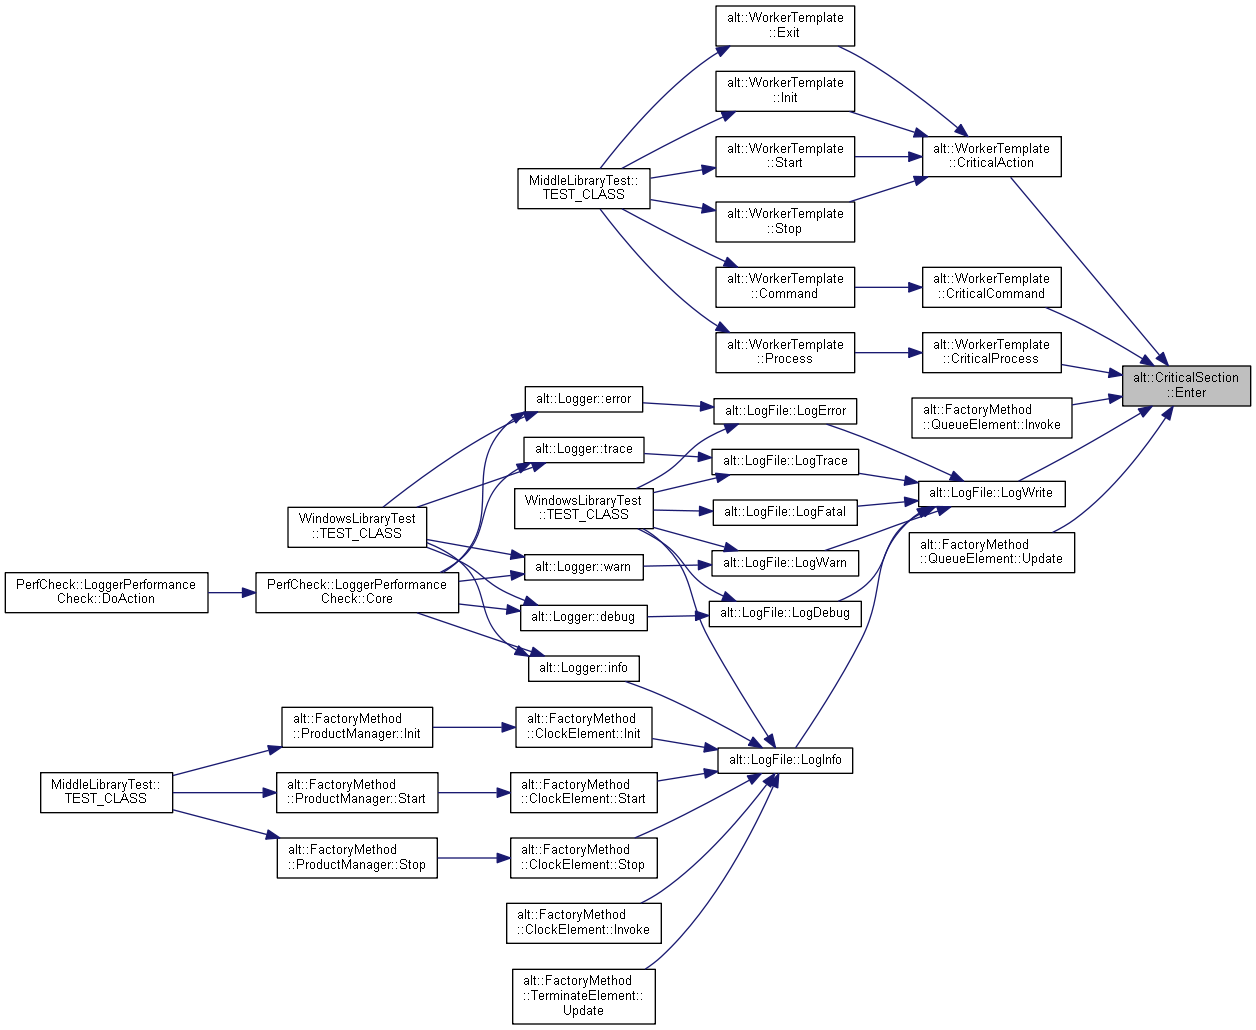 alt::WorkerTemplate
::Exit
alt::WorkerTemplate
::Init
alt::WorkerTemplate
::Start
alt::WorkerTemplate
::CriticalAction
MiddleLibraryTest::
TEST_CLASS
alt::WorkerTemplate
::Stop
alt::WorkerTemplate
::Command
alt::WorkerTemplate
::CriticalCommand
alt::WorkerTemplate
::Process
alt::WorkerTemplate
::CriticalProcess
alt::CriticalSection
::Enter
alt::Logger::error
alt::LogFile::LogError
alt::FactoryMethod
::QueueElement::Invoke
alt::Logger::trace
alt::LogFile::LogTrace
alt::LogFile::LogWrite
WindowsLibraryTest
::TEST_CLASS
WindowsLibraryTest
::TEST_CLASS
alt::LogFile::LogFatal
alt::FactoryMethod
::QueueElement::Update
alt::Logger::warn
alt::LogFile::LogWarn
PerfCheck::LoggerPerformance
Check::DoAction
PerfCheck::LoggerPerformance
Check::Core
alt::Logger::debug
alt::LogFile::LogDebug
alt::Logger::info
alt::FactoryMethod
::ProductManager::Init
alt::FactoryMethod
::ClockElement::Init
alt::LogFile::LogInfo
MiddleLibraryTest::
TEST_CLASS
alt::FactoryMethod
::ProductManager::Start
alt::FactoryMethod
::ClockElement::Start
alt::FactoryMethod
::ProductManager::Stop
alt::FactoryMethod
::ClockElement::Stop
alt::FactoryMethod
::ClockElement::Invoke
alt::FactoryMethod
::TerminateElement::
Update